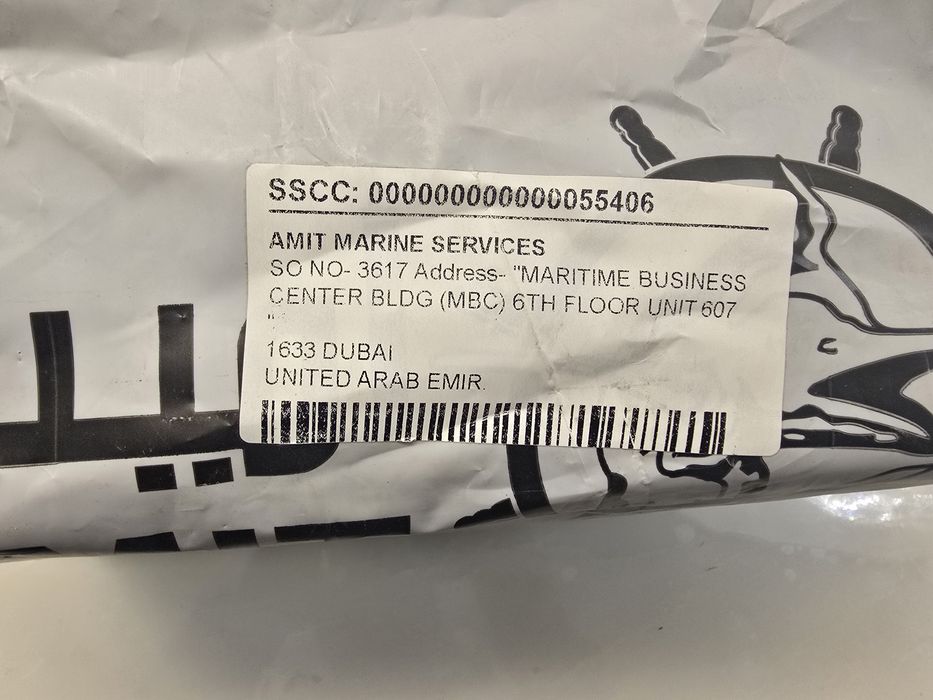 SSCC: 000000000000055406
AMIT MARINE SERVICES
SO NO- 3617 Address- "MARITIME BUSINESS
CENTER BLDG (MBC) 6TH FLOOR UNIT 607
"
1633 DUBAI
UNITED ARAB EMIR.